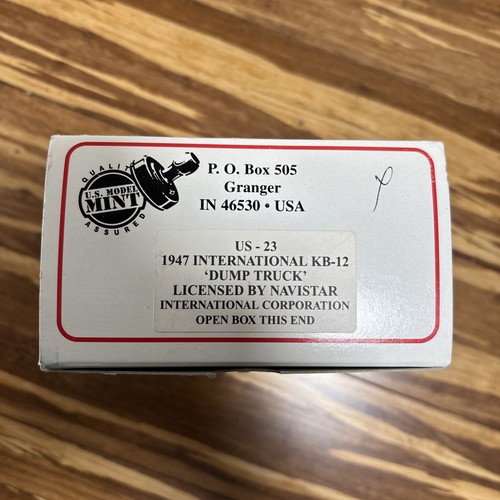 QUALITY
U.S. MODEL
MINT
ASSURED
P. O. Box 505
Granger
IN 46530 • USA
US - 23
1947 INTERNATIONAL KB-12
‘DUMP TRUCK’
LICENSED BY NAVISTAR
INTERNATIONAL CORPORATION
OPEN BOX THIS END